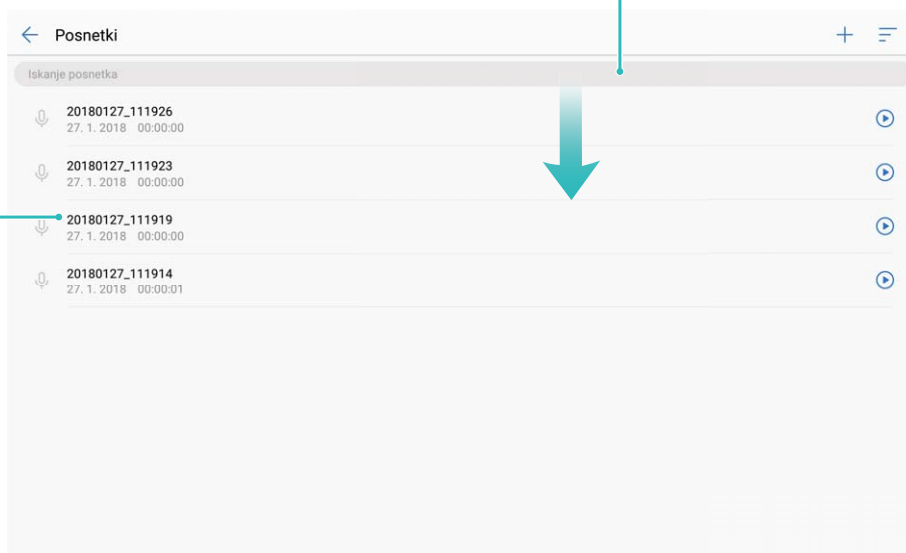 Posnetki
Iskanje posnetka
20180127_111926
27. 1. 2018 00:00:00
20180127_111923
27. 1. 2018 00:00:00
20180127_111919
27. 1. 2018 00:00:00
20180127_111914
27. 1. 2018 00:00:01